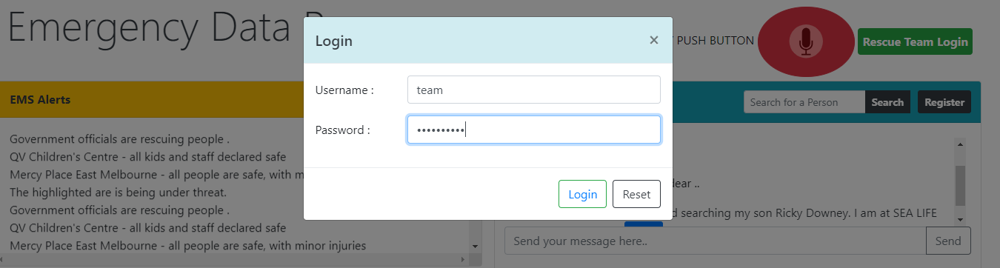 Emergency Data
Login
×
PUSH BUTTON
Rescue Team Login
Username :
team
Password :
••••••••••
Login
Reset
EMS Alerts
Search for a Person
Search
Register
Government officials are rescuing people .
QV Children's Centre - all kids and staff declared safe
Mercy Place East Melbourne - all people are safe, with
The highlighted are is being under threat.
Government officials are rescuing people .
QV Children's Centre - all kids and staff declared safe
Mercy Place East Melbourne - all people are safe, with minor injuries
dear ..
searching my son Ricky Downey. I am at SEA LIFE
Send your message here..
Send